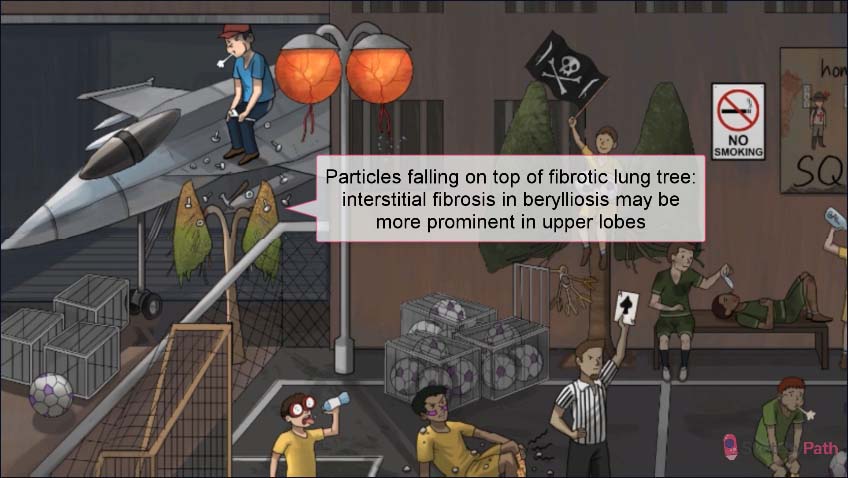 hom
NO
SMOKING
SQ
Particles falling on top of fibrotic lung tree:
interstitial fibrosis in berylliosis may be
more prominent in upper lobes
BAL
Path